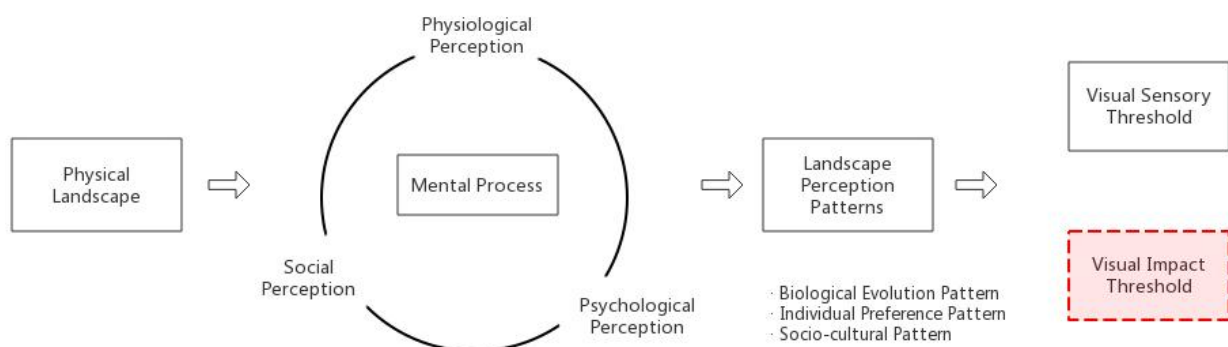 Physical
Landscape
Physiological
Perception
Mental Process
Social
Perception
Psychological
Perception
Landscape
Perception
Patterns
· Biological Evolution Pattern
· Individual Preference Pattern
· Socio-cultural Pattern
Visual Sensory
Threshold
Visual Impact
Threshold